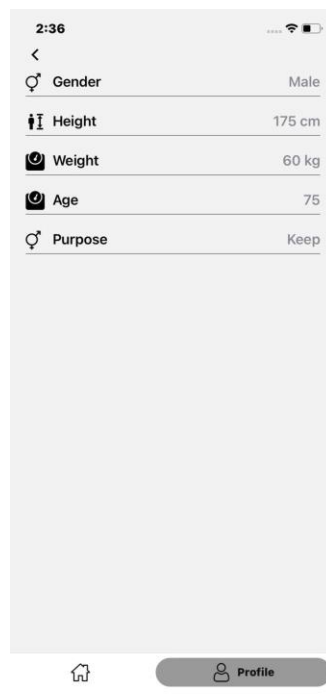 2:36
Gender Male
Height 175 cm
Weight 60 kg
Age 75
Purpose Keep
Profile